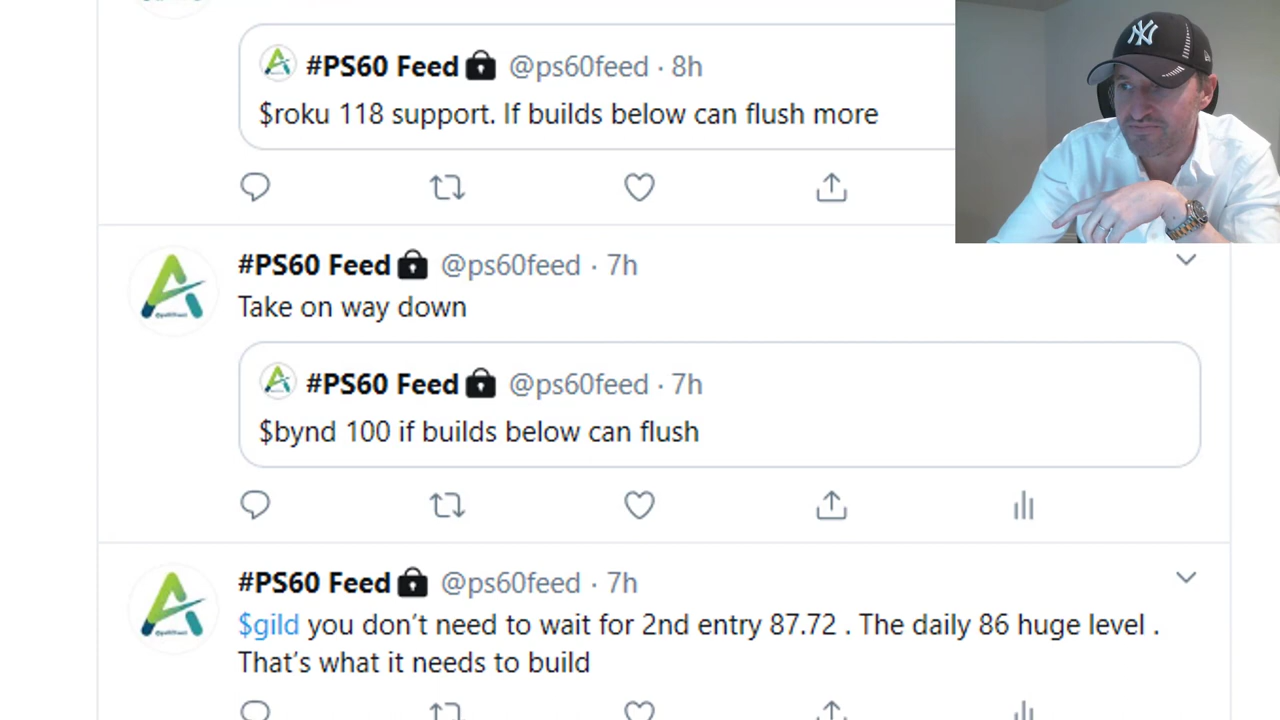 #PS60 Feed @ps60feed · 8h
$roku 118 support. If builds below can flush more
NY
#PS60 Feed @ps60feed · 7h
Take on way down
#PS60 Feed @ps60feed · 7h
$bynd 100 if builds below can flush
#PS60 Feed @ps60feed · 7h
$gild you don’t need to wait for 2nd entry 87.72 . The daily 86 huge level .
That’s what it needs to build